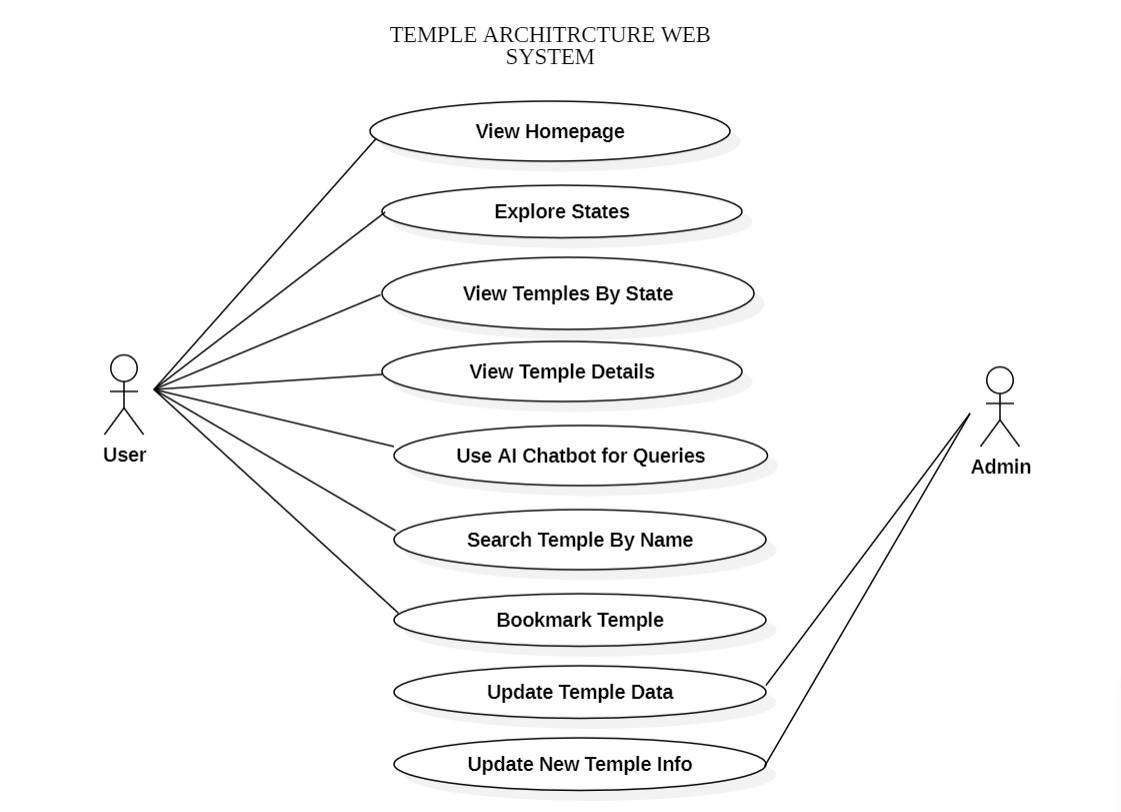 TEMPLE ARCHITRCTURE WEB
SYSTEM
View Homepage
Explore States
View Temples By State
View Temple Details
User
Use AI Chatbot for Queries
Admin
Search Temple By Name
Bookmark Temple
Update Temple Data
Update New Temple Info